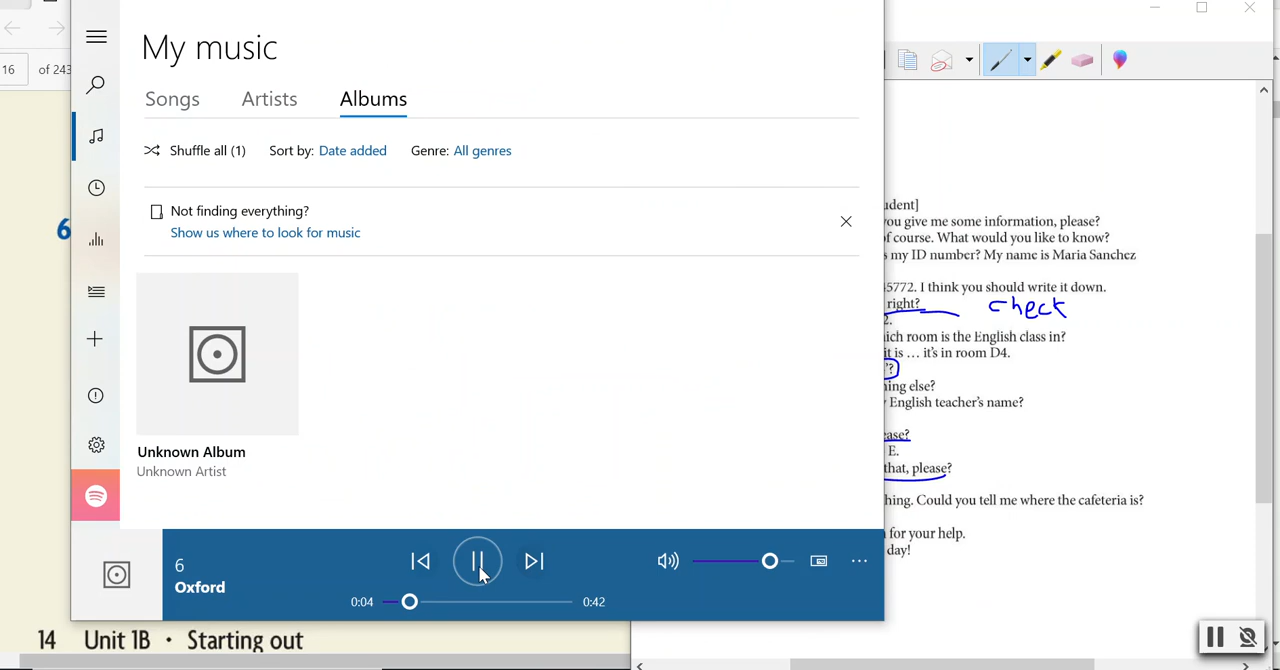 16 of 243
My music
Songs Artists Albums
Shuffle all (1) Sort by: Date added Genre: All genres
Not finding everything?
Show us where to look for music
Unknown Album
Unknown Artist
6
6
Oxford
0:04 0:42
14 Unit 1B · Starting out
udent]
you give me some information, please?
of course. What would you like to know?
s my ID number? My name is Maria Sanchez
45772. I think you should write it down.
right? check
2.
ich room is the English class in?
it is … it's in room D4.
'?
ning else?
English teacher's name?
ease?
E.
that, please?
hing. Could you tell me where the cafeteria is?
for your help.
day!